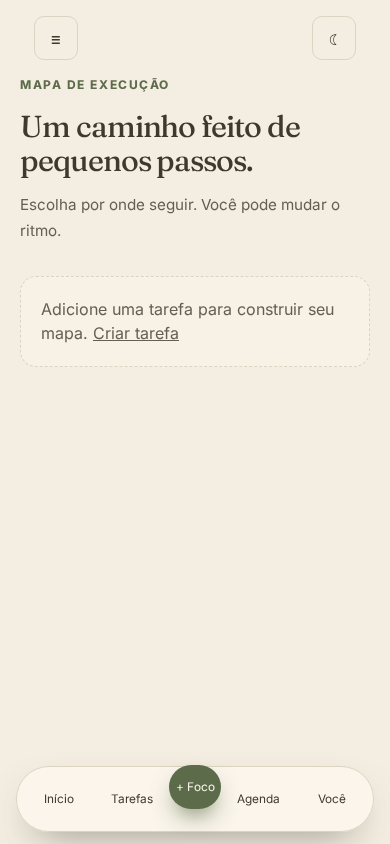 MAPA DE EXECUÇÃO
Um caminho feito de
pequenos passos.
Escolha por onde seguir. Você pode mudar o
ritmo.
Adicione uma tarefa para construir seu
mapa. Criar tarefa
Início Tarefas + Foco Agenda Você